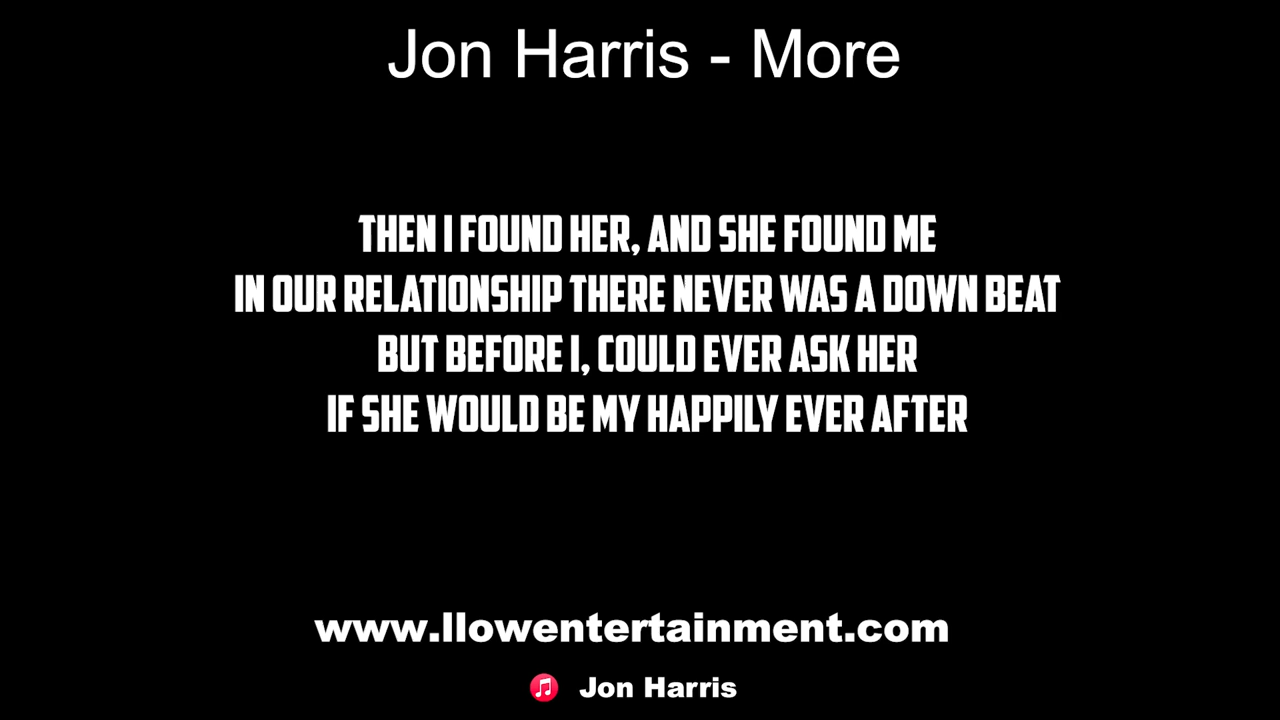 Jon Harris - More
THEN I FOUND HER, AND SHE FOUND ME
IN OUR RELATIONSHIP THERE NEVER WAS A DOWN BEAT
BUT BEFORE I, COULD EVER ASK HER
IF SHE WOULD BE MY HAPPILY EVER AFTER
www.llowentertainment.com
Jon Harris